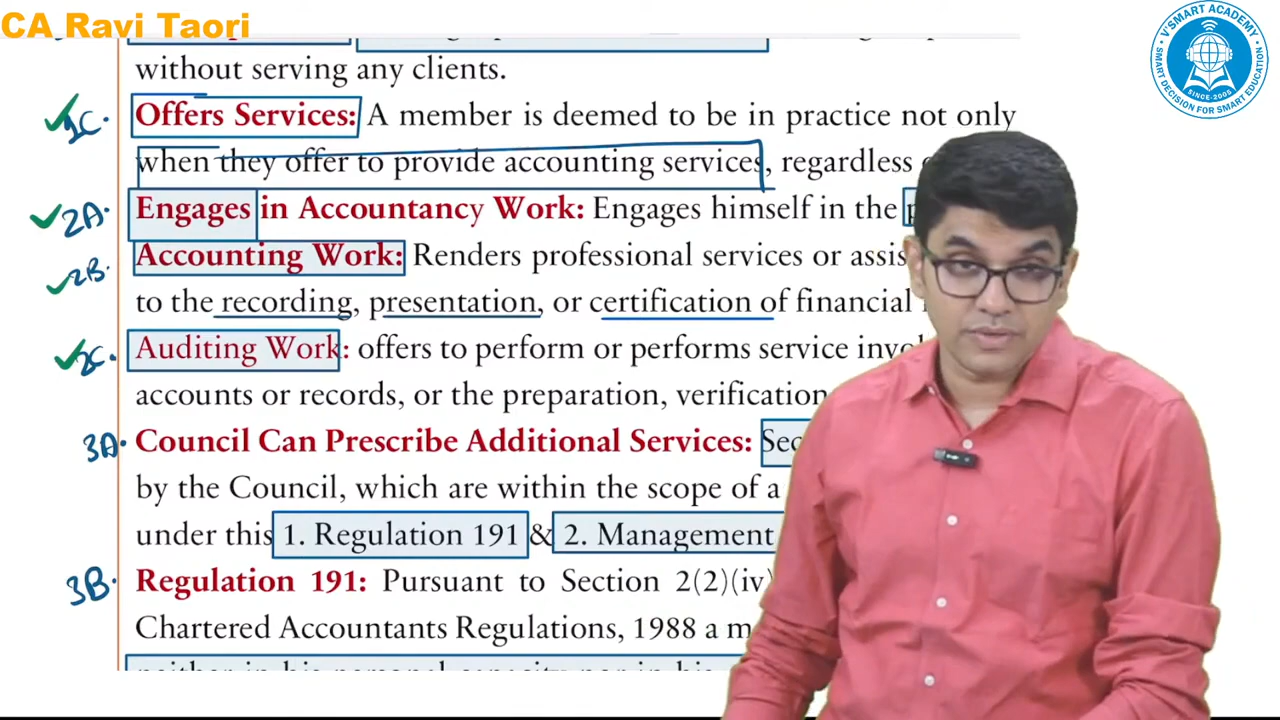 CA Ravi Taori
V'SMART ACADEMY
SMART DECISION FOR SMART EDUCATION
SINCE-2005
without serving any clients.
1C. Offers Services: A member is deemed to be in practice not only
when they offer to provide accounting services, regardless
2A. Engages in Accountancy Work: Engages himself in the
2B. Accounting Work: Renders professional services or
to the recording, presentation, or certification of financial
2C. Auditing Work: offers to perform or performs service
accounts or records, or the preparation, verification
3A. Council Can Prescribe Additional Services:
by the Council, which are within the scope of a
under this 1. Regulation 191 & 2. Management
3B. Regulation 191: Pursuant to Section 2(2)(iv)
Chartered Accountants Regulations, 1988 a